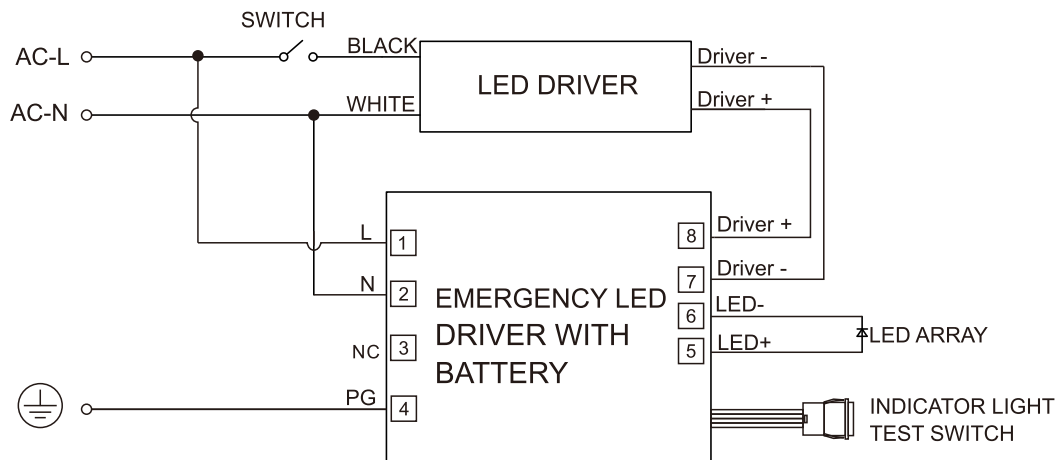 SWITCH
AC-L
BLACK
LED DRIVER
Driver -
AC-N
WHITE
Driver +
L
1
8
Driver +
N
2
7
Driver -
EMERGENCY LED
DRIVER WITH
BATTERY
6
LED-
LED ARRAY
NC
3
5
LED+
PG
4
INDICATOR LIGHT
TEST SWITCH